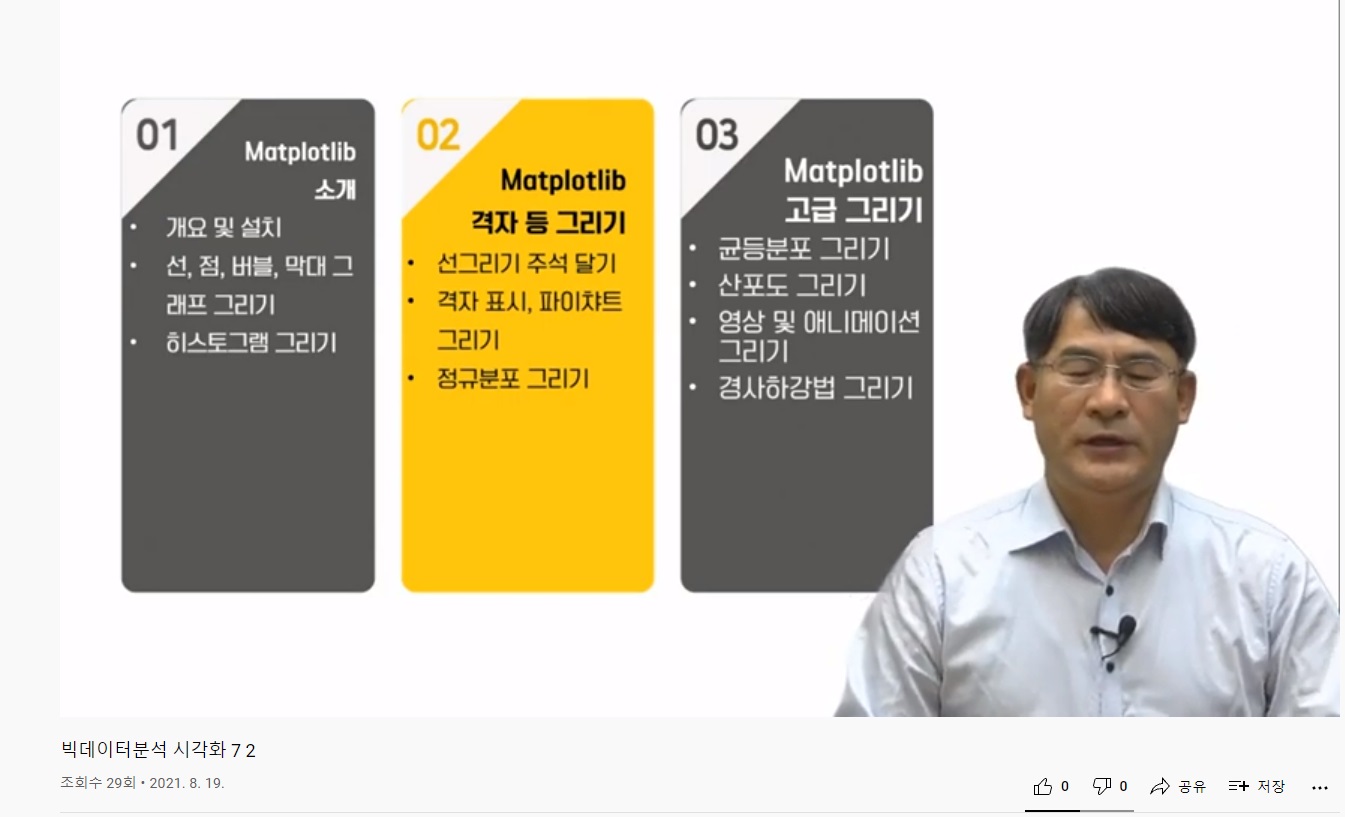 01
Matplotlib
소개
• 개요 및 설치
• 선, 점, 버블, 막대 그
래프 그리기
• 히스토그램 그리기
02
Matplotlib
격자 등 그리기
• 선그리기 주석 달기
• 격자 표시, 파이챠트
그리기
• 정규분포 그리기
03
Matplotlib
고급 그리기
• 균등분포 그리기
• 산포도 그리기
• 영상 및 애니메이션
그리기
• 경사하강법 그리기
빅데이터분석 시각화 7 2
조회수 29회 • 2021. 8. 19.
0 0 공유 저장